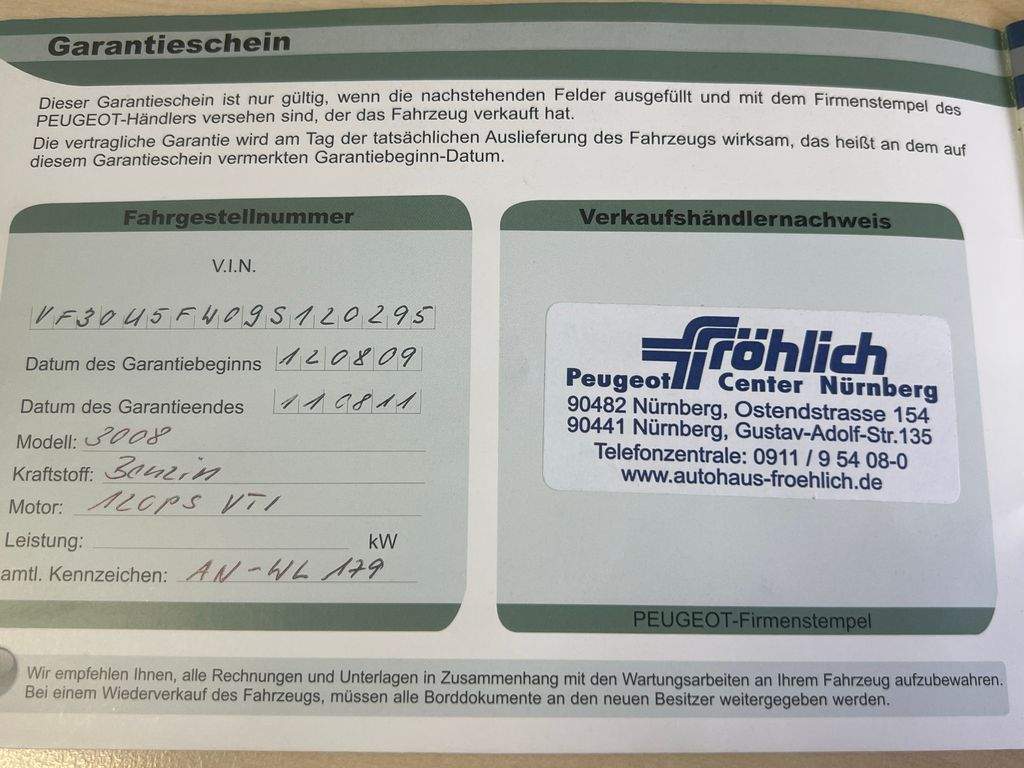 Garantieschein
Dieser Garantieschein ist nur gültig, wenn die nachstehenden Felder ausgefüllt und mit dem Firmenstempel des
PEUGEOT-Händlers versehen sind, der das Fahrzeug verkauft hat.
Die vertragliche Garantie wird am Tag der tatsächlichen Auslieferung des Fahrzeugs wirksam, das heißt an dem auf
diesem Garantieschein vermerkten Garantiebeginn-Datum.
Fahrgestellnummer
V.I.N.
VF30U5FW09S120295
Datum des Garantiebeginns 120809
Datum des Garantieendes 110811
Modell: 3008
Kraftstoff: Benzin
Motor: 120PS VTI
Leistung: kW
amtl. Kennzeichen: AN-WL 179
Verkaufshändlernachweis
fröhlich
Peugeot Center Nürnberg
90482 Nürnberg, Ostendstrasse 154
90441 Nürnberg, Gustav-Adolf-Str.135
Telefonzentrale: 0911 / 9 54 08-0
www.autohaus-froehlich.de
PEUGEOT-Firmenstempel
Wir empfehlen Ihnen, alle Rechnungen und Unterlagen in Zusammenhang mit den Wartungsarbeiten an Ihrem Fahrzeug aufzubewahren.
Bei einem Wiederverkauf des Fahrzeugs, müssen alle Borddokumente an den neuen Besitzer weitergegeben werden.